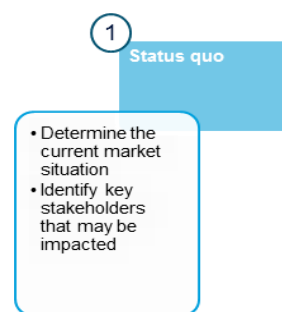 1
Status quo
• Determine the
current market
situation
• Identify key
stakeholders
that may be
impacted